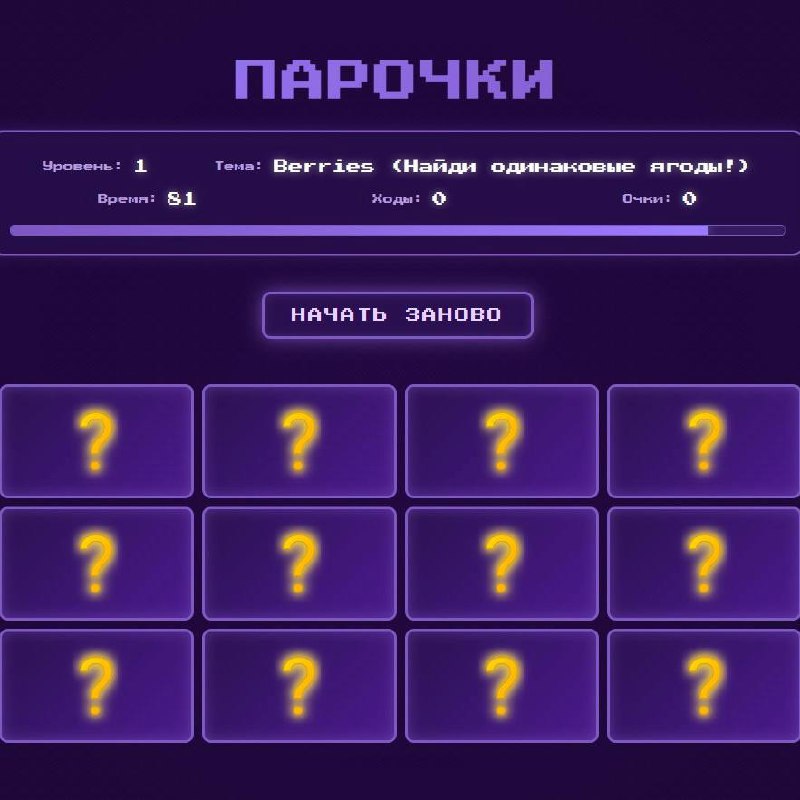 ПАРОЧКИ
Уровень: 1 Тема: Berries (Найди одинаковые ягоды!)
Время: 81 Ходы: 0 Очки: 0
НАЧАТЬ ЗАНОВО
? ? ? ?
? ? ? ?
? ? ? ?